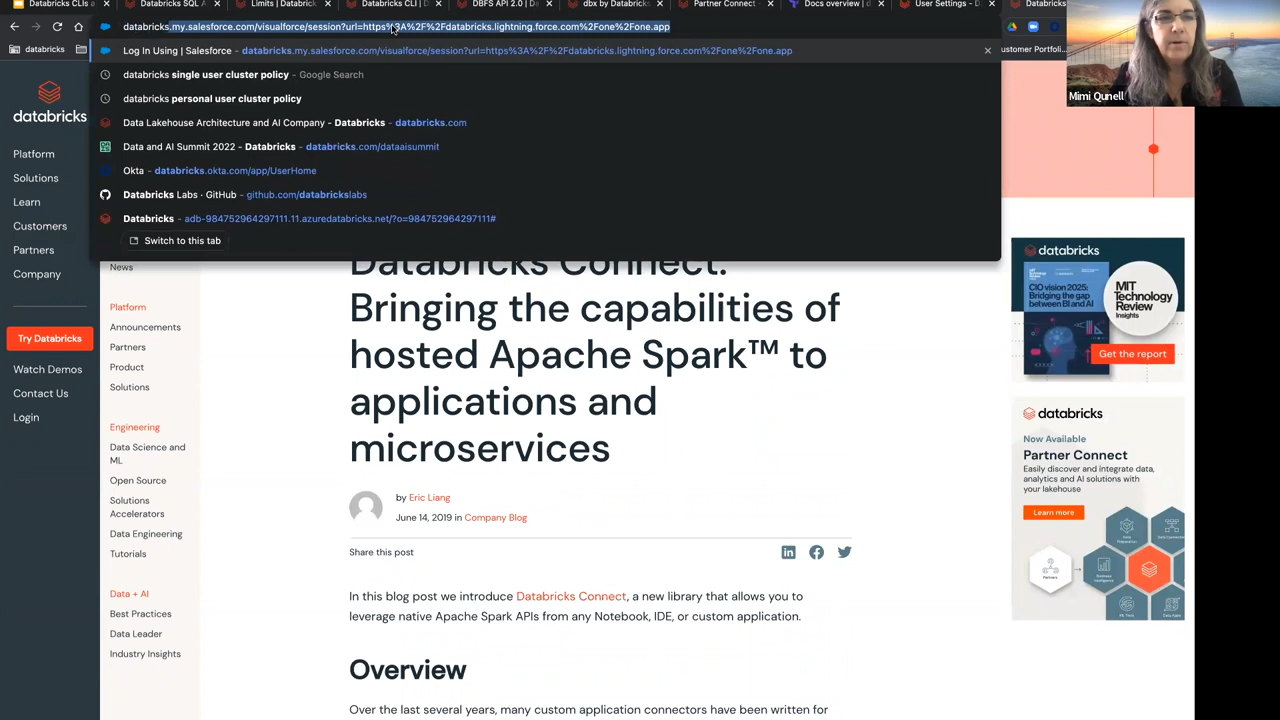 Databricks CLIs a
Databricks SQL A
Limits | Databrick
Databricks CLI | D
DBFS API 2.0 | D
dbx by Databricks
Partner Connect -
Docs overview | d
User Settings - D
databricks.my.salesforce.com/visualforce/session?url=https%3A%2F%2Fdatabricks.lightning.force.com%2Fone%2Fone.app
databricks
ustomer Portfoli...
Log In Using | Salesforce - databricks.my.salesforce.com/visualforce/session?url=https%3A%2F%2Fdatabricks.lightning.force.com%2Fone%2Fone.app
databricks single user cluster policy - Google Search
databricks personal user cluster policy
Data Lakehouse Architecture and AI Company - Databricks - databricks.com
Data and AI Summit 2022 - Databricks - databricks.com/dataaisummit
Okta - databricks.okta.com/app/UserHome
Databricks Labs · GitHub - github.com/databrickslabs
Databricks - adb-984752964297111.11.azuredatabricks.net/?o=984752964297111#
Switch to this tab
Mimi Qunell
databricks
Platform
Solutions
Learn
Customers
Partners
Company
Try Databricks
Watch Demos
Contact Us
Login
News
Platform
Announcements
Partners
Product
Solutions
Engineering
Data Science and
ML
Open Source
Solutions
Accelerators
Data Engineering
Tutorials
Data + AI
Best Practices
Data Leader
Industry Insights
Databricks Connect:
Bringing the capabilities of
hosted Apache Spark™ to
applications and
microservices
by Eric Liang
June 14, 2019 in Company Blog
Share this post
In this blog post we introduce Databricks Connect, a new library that allows you to
leverage native Apache Spark APIs from any Notebook, IDE, or custom application.
Overview
Over the last several years, many custom application connectors have been written for
databricks
CIO vision 2025:
Bridging the gap
between BI and AI
MIT
Technology
Review
Insights
Get the report
databricks
Now Available
Partner Connect
Easily discover and integrate data,
analytics and AI solutions with
your lakehouse
Learn more